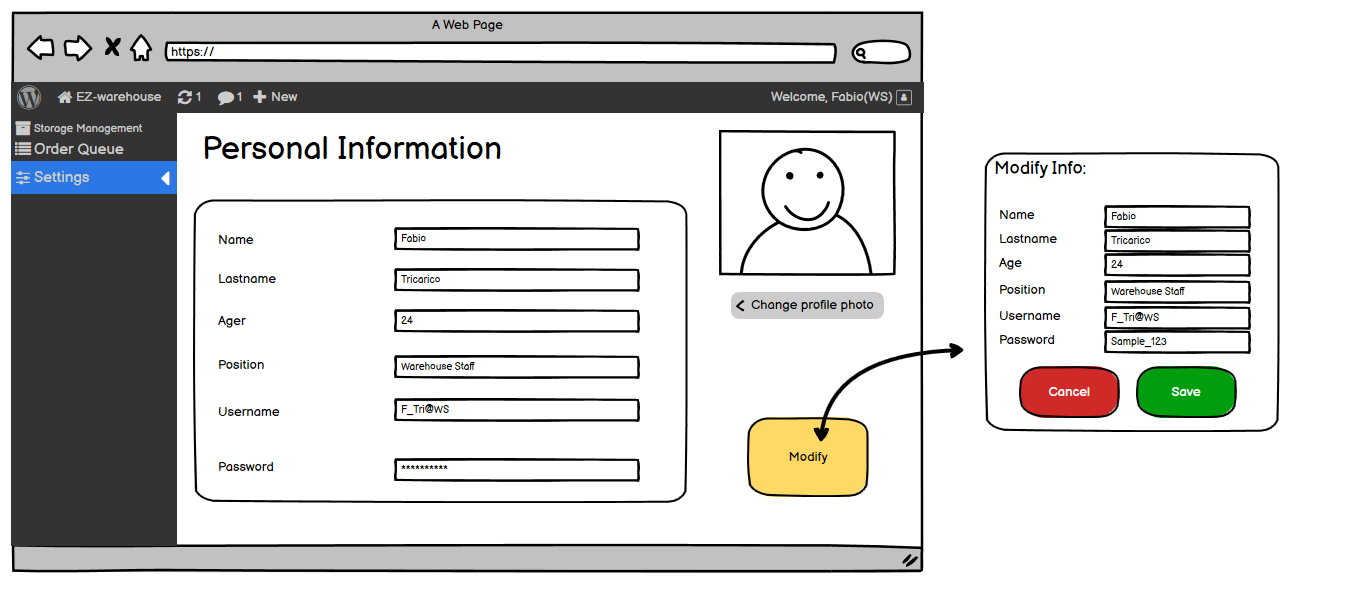 A Web Page
https://
EZ-warehouse 1 1 New Welcome, Fabio(WS)
Storage Management
Order Queue
Settings
Personal Information
Name Fabio
Lastname Tricarico
Ager 24
Position Warehouse Staff
Username F_Tri@WS
Password **********
Change profile photo
Modify
Modify Info:
Name Fabio
Lastname Tricarico
Age 24
Position Warehouse Staff
Username F_Tri@WS
Password Sample_123
Cancel Save